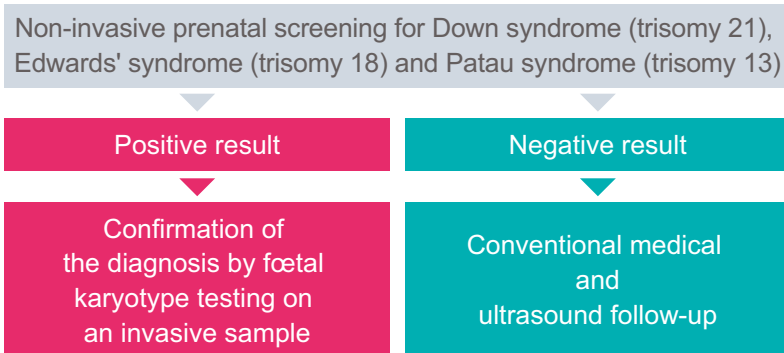 Non-invasive prenatal screening for Down syndrome (trisomy 21),
Edwards' syndrome (trisomy 18) and Patau syndrome (trisomy 13)
Positive result
Negative result
Confirmation of
the diagnosis by fœtal
karyotype testing on
an invasive sample
Conventional medical
and
ultrasound follow-up